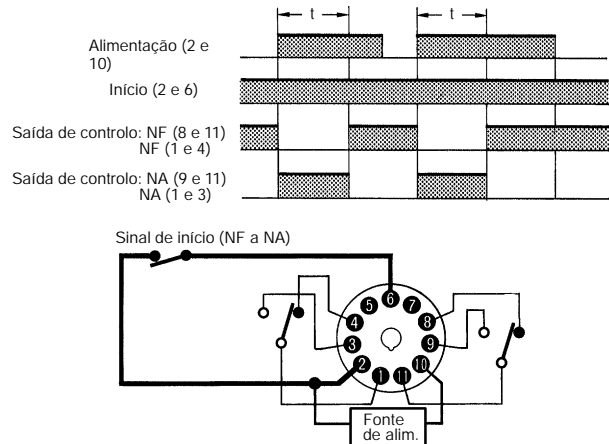 t t
Alimentação (2 e
10)
Início (2 e 6)
Saída de controlo: NF (8 e 11)
NF (1 e 4)
Saída de controlo: NA (9 e 11)
NA (1 e 3)
Sinal de início (NF a NA)
5 6 7
4 8
3 9
2 10
1 11
Fonte
de alim.